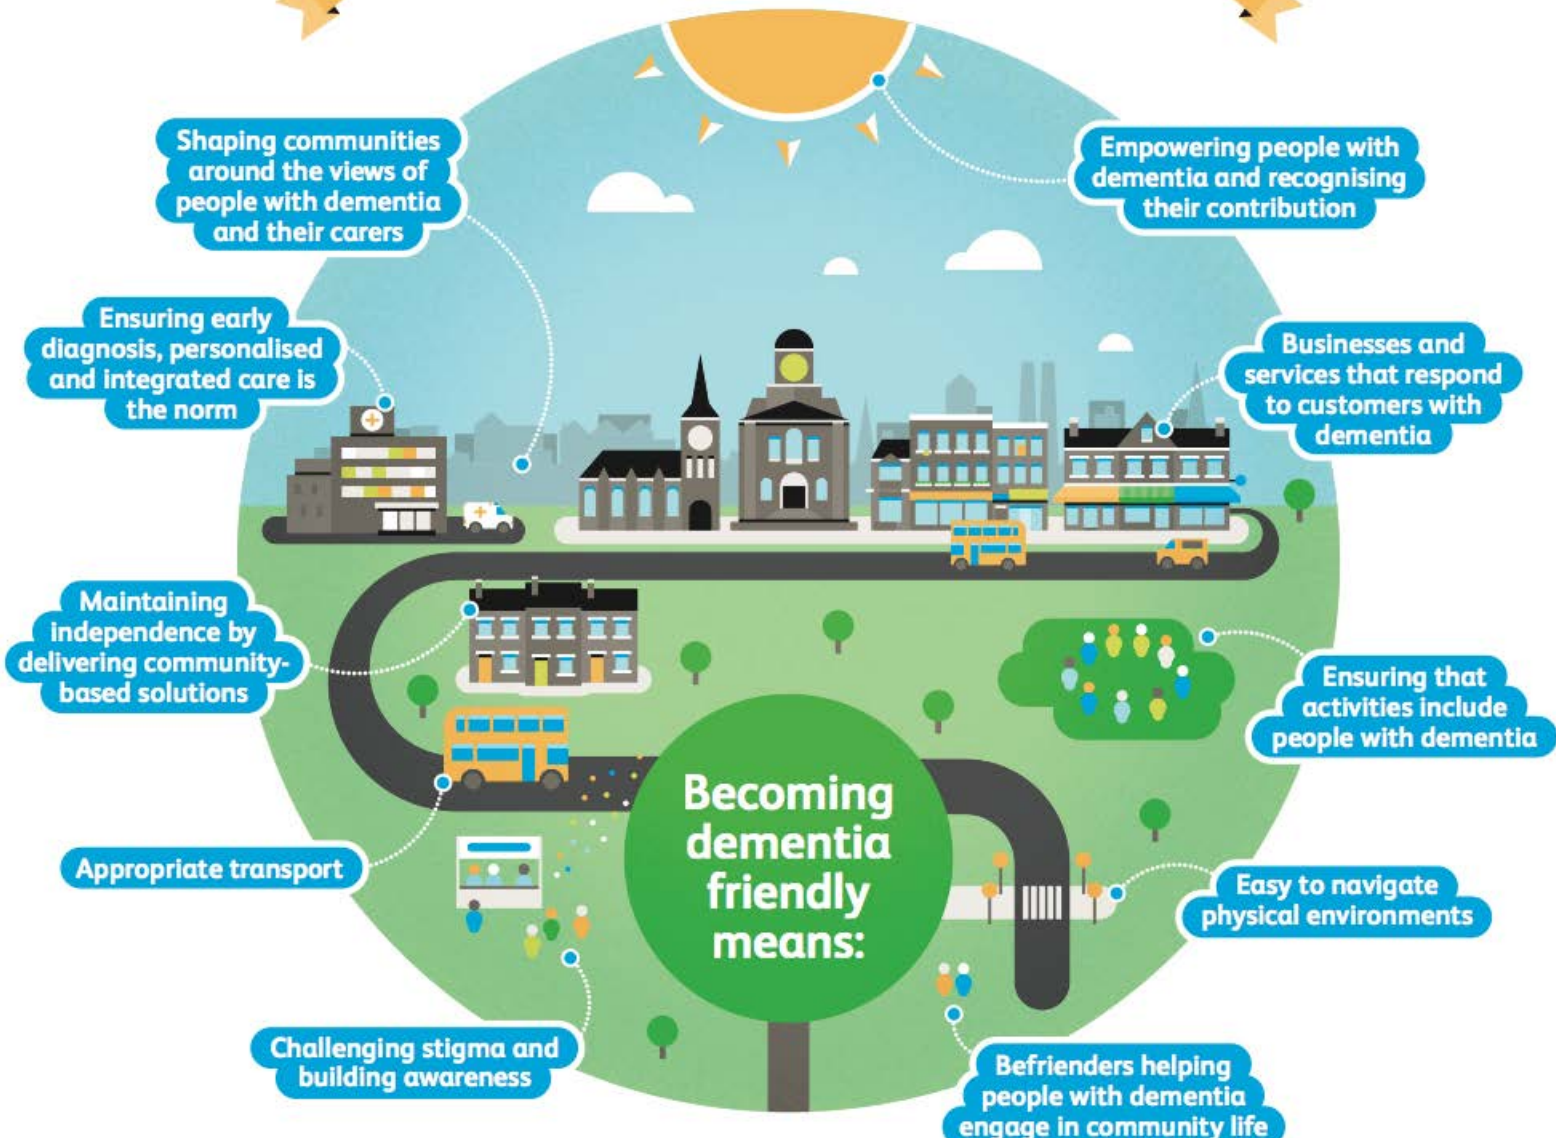 Shaping communities
around the views of
people with dementia
and their carers
Empowering people with
dementia and recognising
their contribution
Ensuring early
diagnosis, personalised
and integrated care is
the norm
Businesses and
services that respond
to customers with
dementia
Maintaining
independence by
delivering community-
based solutions
Ensuring that
activities include
people with dementia
Becoming
dementia
friendly
means:
Appropriate transport
Easy to navigate
physical environments
Challenging stigma and
building awareness
Befrienders helping
people with dementia
engage in community life